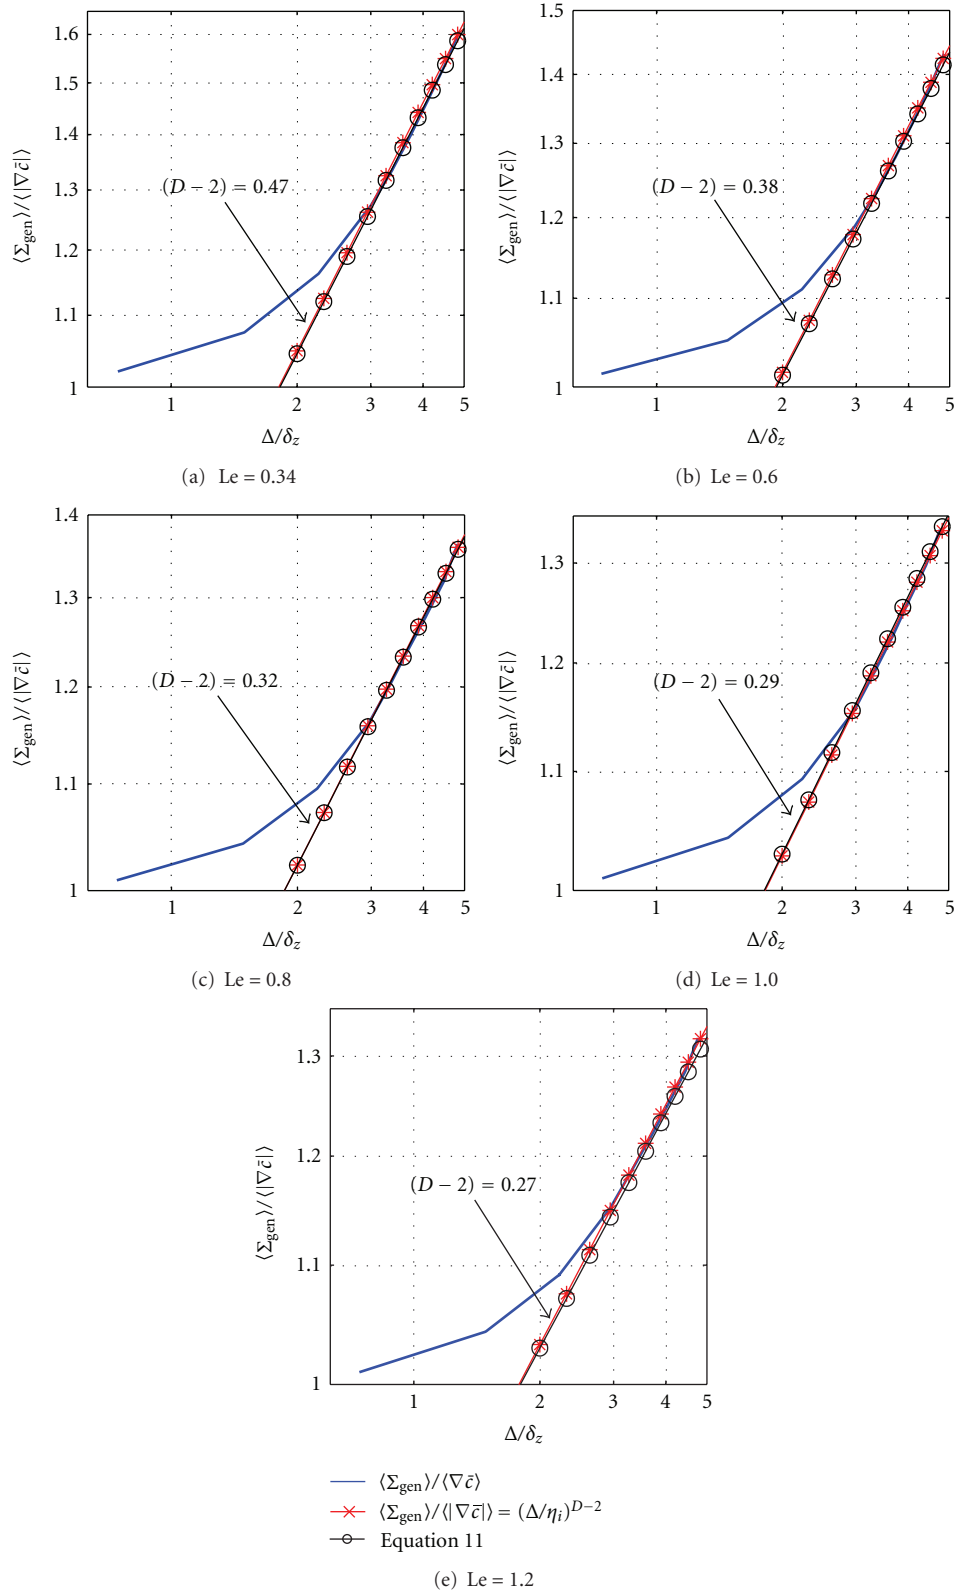 1.6
1.5
1.4
1.3
1.2
1.1
1
⟨Σgen⟩/⟨|∇c̄|⟩
(D − 2) = 0.47
1 2 3 4 5
Δ/δz
(a) Le = 0.34
1.5
1.4
1.3
1.2
1.1
1
⟨Σgen⟩/⟨|∇c̄|⟩
(D − 2) = 0.38
1 2 3 4 5
Δ/δz
(b) Le = 0.6
1.4
1.3
1.2
1.1
1
⟨Σgen⟩/⟨|∇c̄|⟩
(D − 2) = 0.32
1 2 3 4 5
Δ/δz
(c) Le = 0.8
1.3
1.2
1.1
1
⟨Σgen⟩/⟨|∇c̄|⟩
(D − 2) = 0.29
1 2 3 4 5
Δ/δz
(d) Le = 1.0
1.3
1.2
1.1
1
⟨Σgen⟩/⟨|∇c̄|⟩
(D − 2) = 0.27
1 2 3 4 5
Δ/δz
⟨Σgen⟩/⟨∇c̄⟩
⟨Σgen⟩/⟨|∇c̄|⟩ = (Δ/ηi)^D−2
Equation 11
(e) Le = 1.2